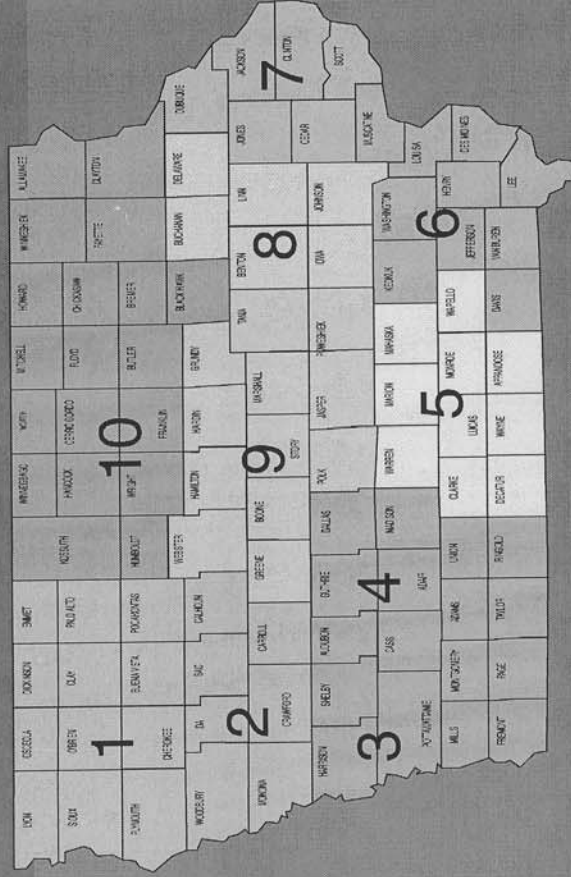 LYON OSCEOLA DICKINSON EMMET WINNEBAGO WORTH MITCHELL HOWARD WINNESHIEK ALLAMAKEE
SIOUX O'BRIEN CLAY PALO ALTO KOSSUTH HANCOCK CERRO GORDO FLOYD CHICKASAW FAYETTE CLAYTON
1 10
PLYMOUTH CHEROKEE BUENA VISTA POCAHONTAS HUMBOLDT WRIGHT FRANKLIN BUTLER BREMER
WOODBURY IDA SAC CALHOUN WEBSTER HAMILTON HARDIN GRUNDY BLACK HAWK BUCHANAN DELAWARE DUBUQUE
2 9 8 7
MONONA CRAWFORD CARROLL GREENE BOONE STORY MARSHALL TAMA BENTON LINN JONES JACKSON
CLINTON
HARRISON SHELBY AUDUBON GUTHRIE DALLAS POLK JASPER POWESHIEK IOWA JOHNSON CEDAR SCOTT
3 4
POTTAWATTAMIE CASS ADAIR MADISON WARREN MARION MAHASKA KEOKUK WASHINGTON MUSCATINE
LOUISA
5 6
MILLS MONTGOMERY ADAMS UNION CLARKE LUCAS MONROE WAPELLO JEFFERSON HENRY DES MOINES
FREMONT PAGE TAYLOR RINGOLD DECATUR WAYNE APPANOOSE DAVIS VAN BUREN LEE